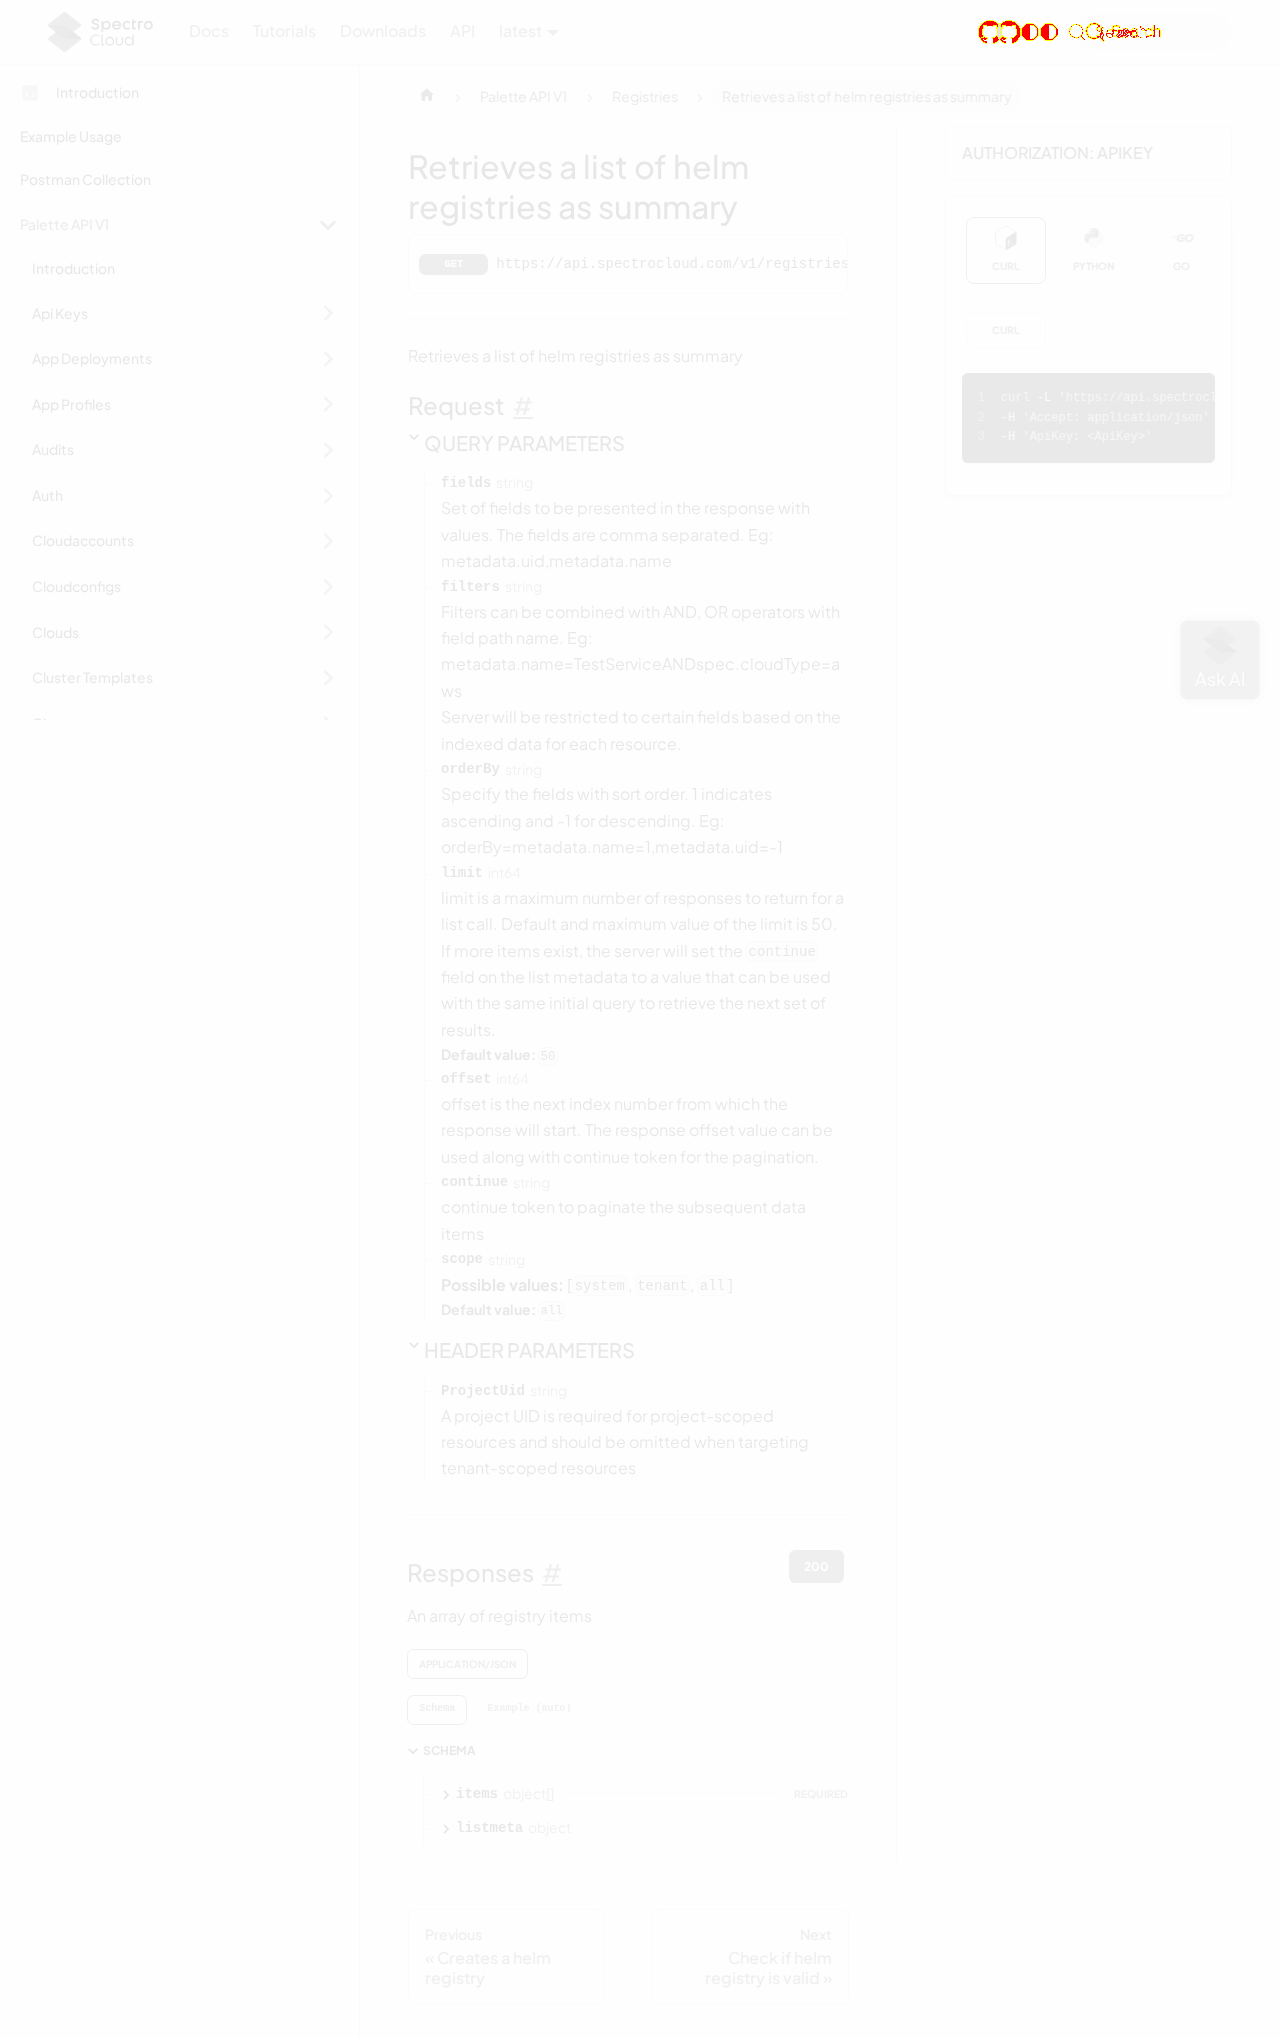 Spectro Cloud
Docs
Tutorials
Downloads
API
latest
Search
Introduction
Example Usage
Postman Collection
Palette API V1
Introduction
Api Keys
App Deployments
App Profiles
Audits
Auth
Cloudaccounts
Cloudconfigs
Clouds
Cluster Templates
Palette API V1
Registries
Retrieves a list of helm registries as summary
Retrieves a list of helm
registries as summary
GET https://api.spectrocloud.com/v1/registries
Retrieves a list of helm registries as summary
Request #
QUERY PARAMETERS
fields string
Set of fields to be presented in the response with
values. The fields are comma separated. Eg:
metadata.uid,metadata.name
filters string
Filters can be combined with AND, OR operators with
field path name. Eg:
metadata.name=TestServiceANDspec.cloudType=a
ws
Server will be restricted to certain fields based on the
indexed data for each resource.
orderBy string
Specify the fields with sort order. 1 indicates
ascending and -1 for descending. Eg:
orderBy=metadata.name=1,metadata.uid=-1
limit int64
limit is a maximum number of responses to return for a
list call. Default and maximum value of the limit is 50.
If more items exist, the server will set the continue
field on the list metadata to a value that can be used
with the same initial query to retrieve the next set of
results.
Default value: 50
offset int64
offset is the next index number from which the
response will start. The response offset value can be
used along with continue token for the pagination.
continue string
continue token to paginate the subsequent data
items
scope string
Possible values: [system, tenant, all]
Default value: all
HEADER PARAMETERS
ProjectUid string
A project UID is required for project-scoped
resources and should be omitted when targeting
tenant-scoped resources
Responses #
200
An array of registry items
APPLICATION/JSON
Schema
Example (auto)
SCHEMA
items object[]
REQUIRED
listmeta object
Previous
« Creates a helm
registry
Next
Check if helm
registry is valid »
AUTHORIZATION: APIKEY
CURL
PYTHON
GO
GO
CURL
1 curl -L 'https://api.spectrocl
2 -H 'Accept: application/json'
3 -H 'ApiKey: <ApiKey>'
Ask AI